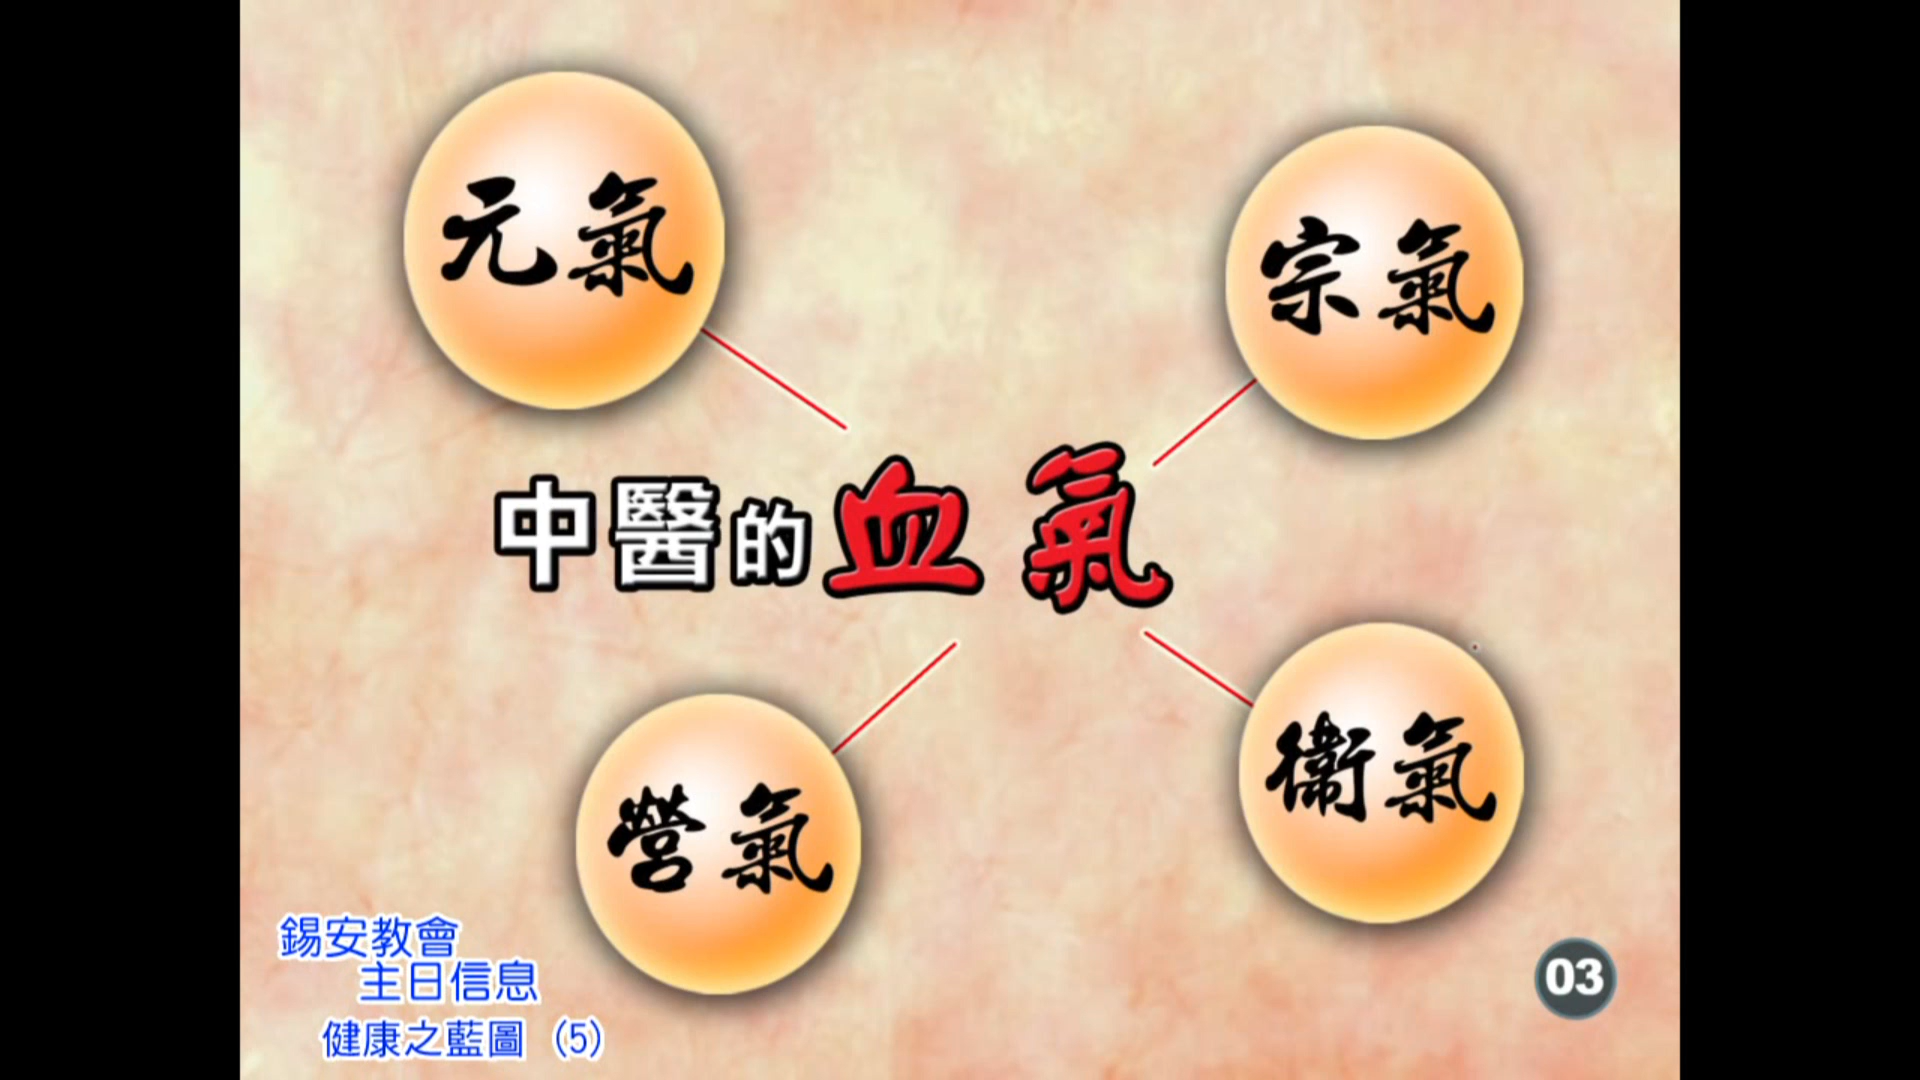 元氣
宗氣
中醫的血氣
營氣
衞氣
錫安教會
主日信息
健康之藍圖 (5)
03